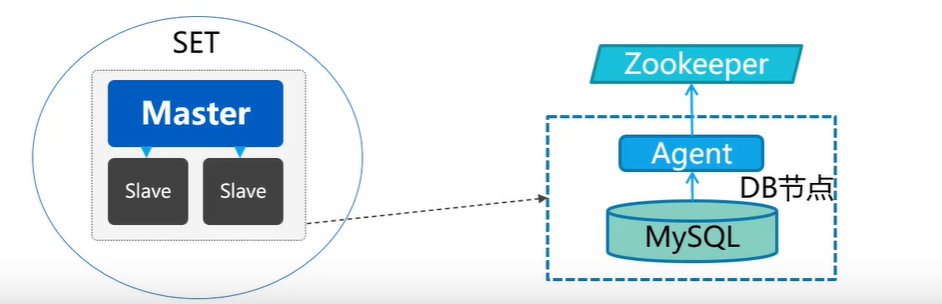 SET
Master
Slave
Slave
Zookeeper
Agent
DB节点
MySQL